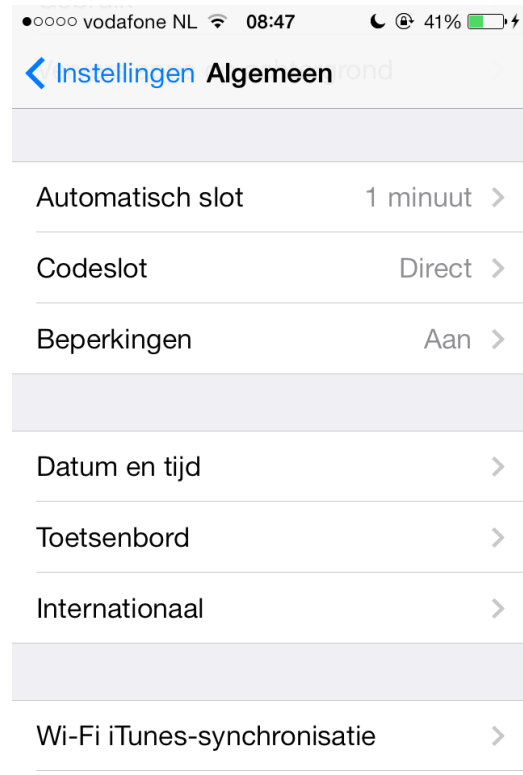 vodafone NL 08:47 41%
Instellingen Algemeen
Automatisch slot 1 minuut
Codeslot Direct
Beperkingen Aan
Datum en tijd
Toetsenbord
Internationaal
Wi-Fi iTunes-synchronisatie